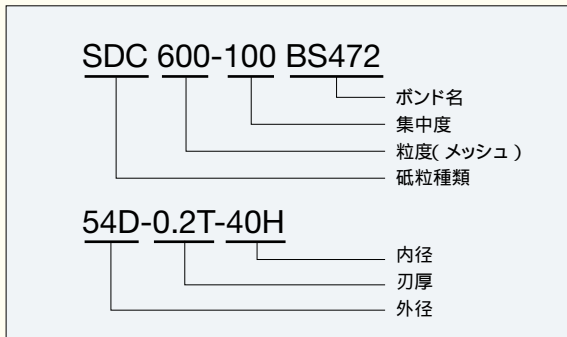 SDC 600-100 BS472
ボンド名
集中度
粒度(メッシュ)
砥粒種類
54D-0.2T-40H
内径
刃厚
外径